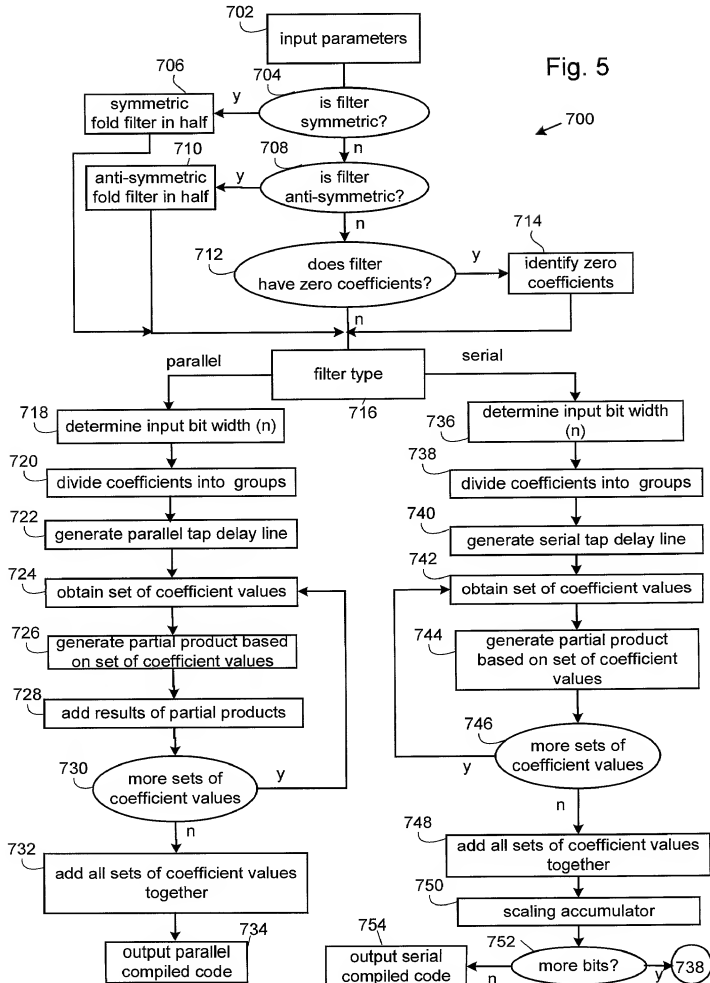 702
input parameters
Fig. 5
700
706
symmetric
fold filter in half
y
704
is filter
symmetric?
n
710
anti-symmetric
fold filter in half
y
708
is filter
anti-symmetric?
n
712
does filter
have zero coefficients?
y
714
identify zero
coefficients
n
parallel
filter type
serial
716
718
determine input bit width (n)
720
divide coefficients into groups
722
generate parallel tap delay line
724
obtain set of coefficient values
726
generate partial product based
on set of coefficient values
728
add results of partial products
730
more sets of
coefficient values
y
n
732
add all sets of coefficient values
together
734
output parallel
compiled code
736
determine input bit width
(n)
738
divide coefficients into groups
740
generate serial tap delay line
742
obtain set of coefficient values
744
generate partial product
based on set of coefficient
values
746
more sets of
coefficient values
y
n
748
add all sets of coefficient values
together
750
scaling accumulator
752
more bits?
y
738
n
754
output serial
compiled code